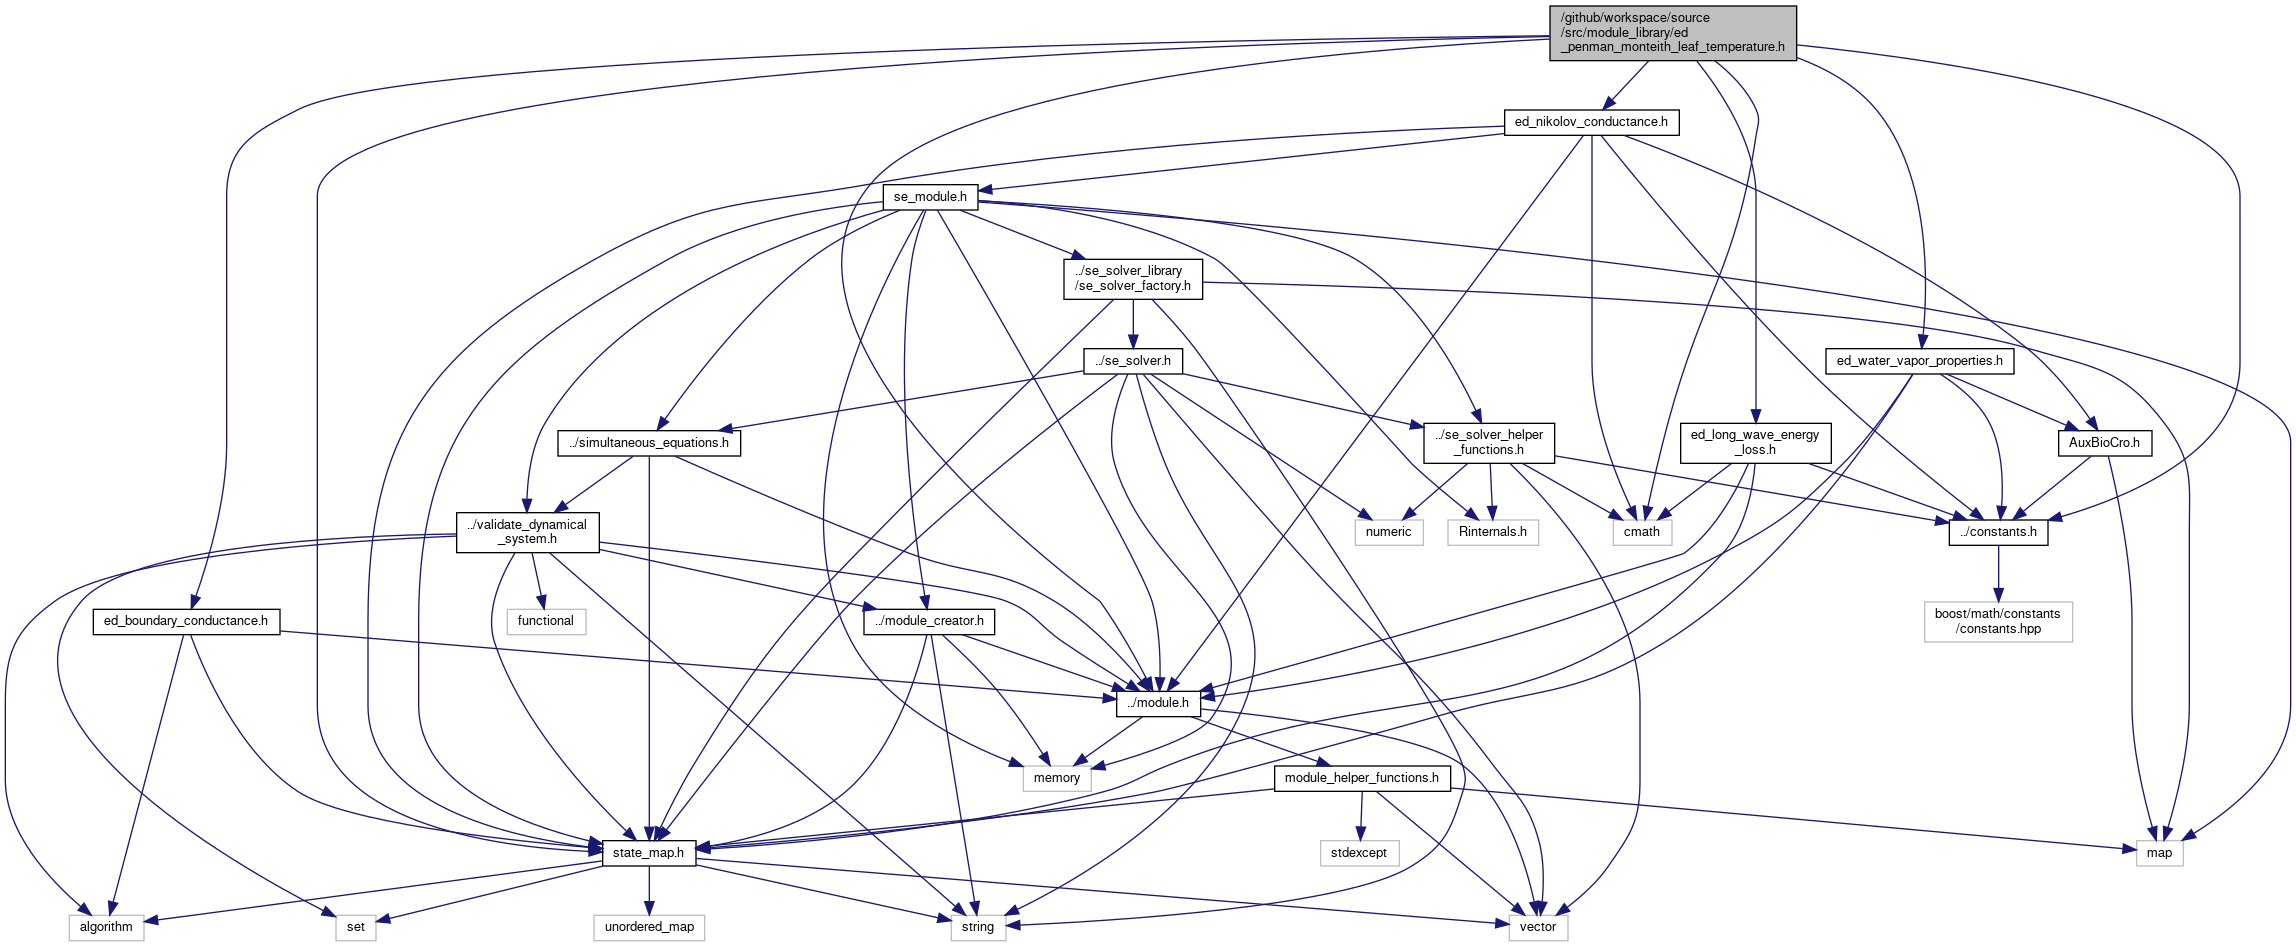 /github/workspace/source
/src/module_library/ed
_penman_monteith_leaf_temperature.h
ed_nikolov_conductance.h
se_module.h
../se_solver_library
/se_solver_factory.h
../se_solver.h
ed_water_vapor_properties.h
../simultaneous_equations.h
../se_solver_helper
_functions.h
ed_long_wave_energy
_loss.h
AuxBioCro.h
../validate_dynamical
_system.h
numeric
Rinternals.h
cmath
../constants.h
ed_boundary_conductance.h
functional
../module_creator.h
boost/math/constants
/constants.hpp
../module.h
memory
module_helper_functions.h
state_map.h
stdexcept
map
algorithm
set
unordered_map
string
vector